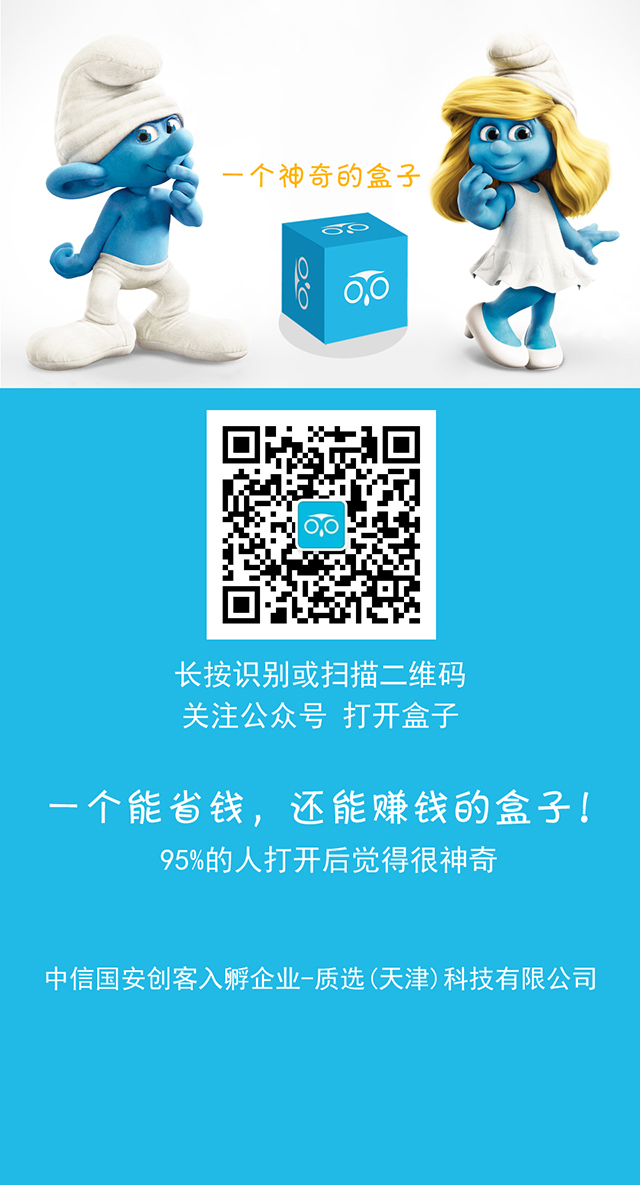 一个神奇的盒子
长按识别或扫描二维码
关注公众号 打开盒子
一个能省钱，还能赚钱的盒子！
95%的人打开后觉得很神奇
中信国安创客入孵企业-质选(天津)科技有限公司